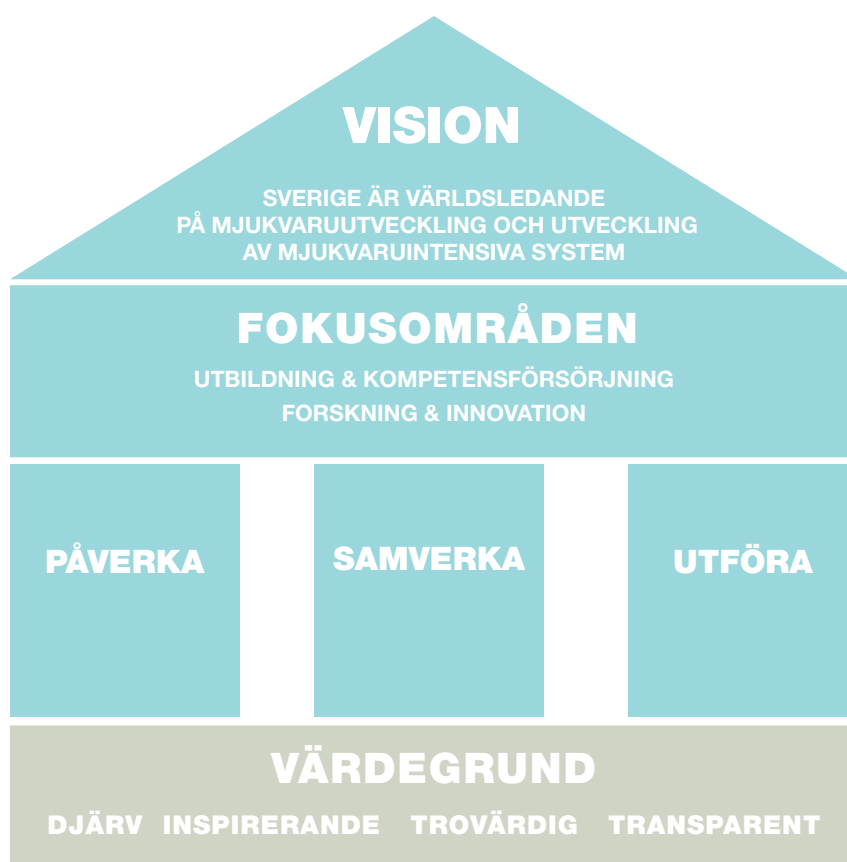 VISION
SVERIGE ÄR VÄRLDSLEDANDE
PÅ MJUKVARUUTVECKLING OCH UTVECKLING
AV MJUKVARUINTENSIVA SYSTEM
FOKUSOMRÅDEN
UTBILDNING & KOMPETENSFÖRSÖRJNING
FORSKNING & INNOVATION
PÅVERKA
SAMVERKA
UTFÖRA
VÄRDEGRUND
DJÄRV INSPIRERANDE TROVÄRDIG TRANSPARENT